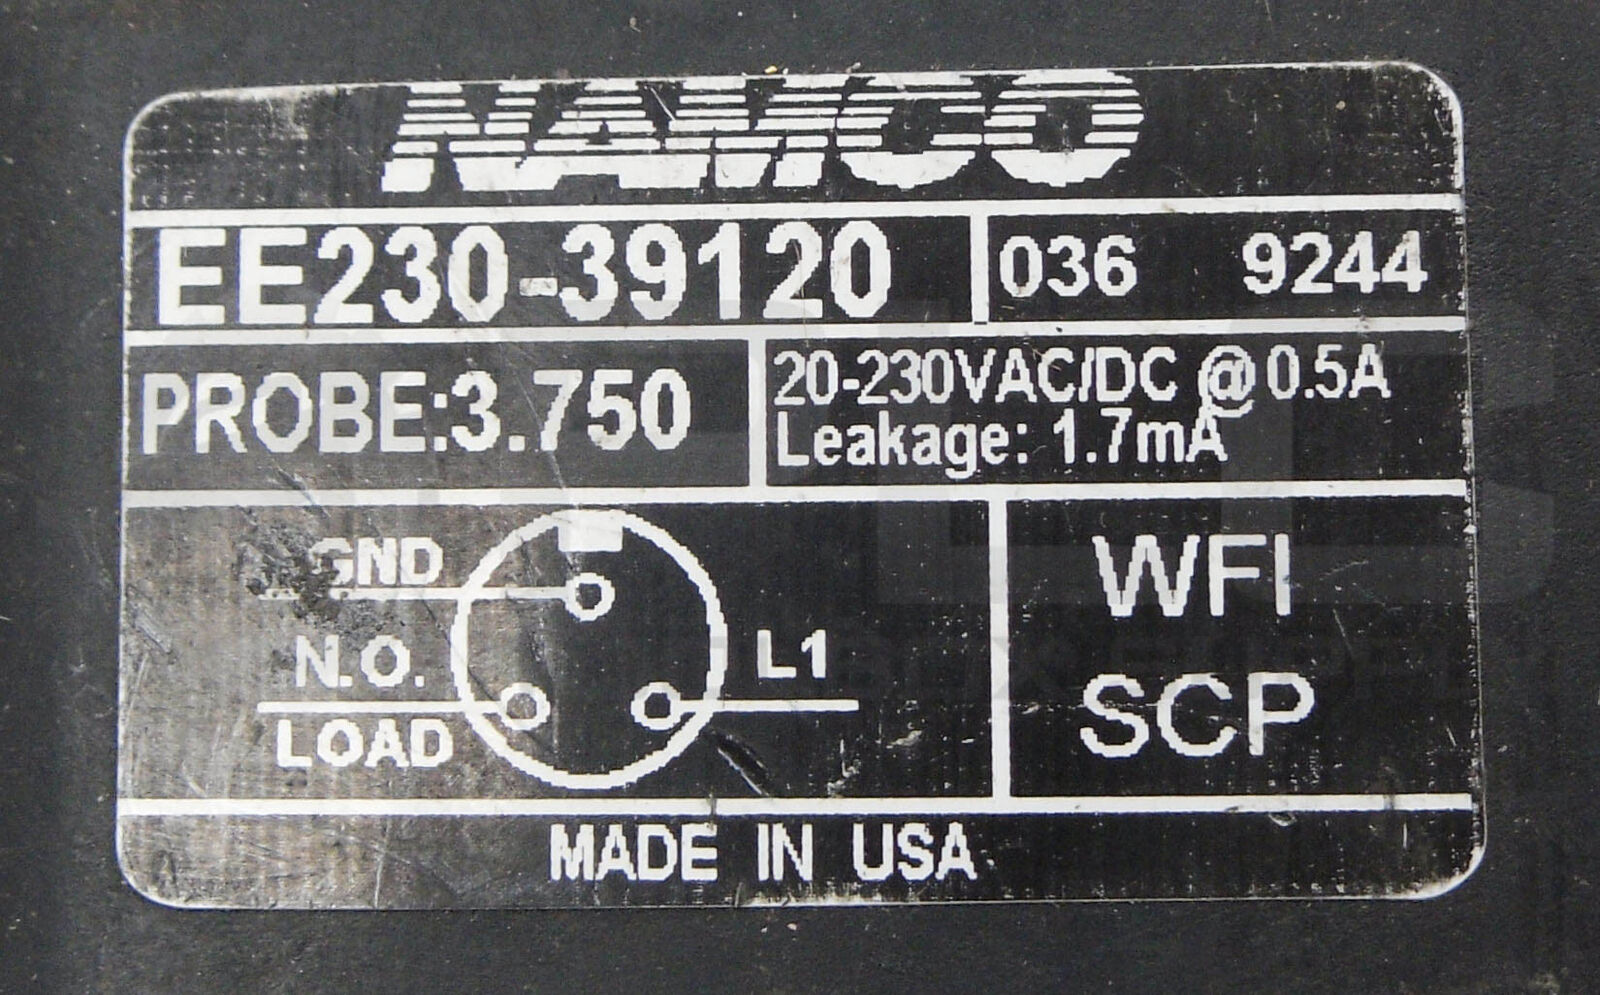 NAMCO
EE230-39120
036 9244
PROBE:3.750
20-230VAC/DC @ 0.5A
Leakage: 1.7mA
GND
N.O.
LOAD
L1
WFI
SCP
MADE IN USA